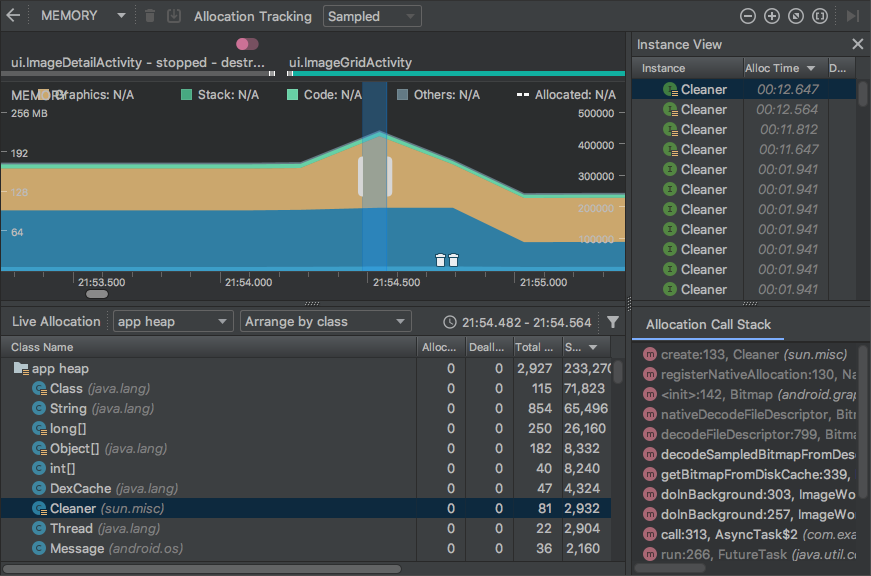 MEMORY Allocation Tracking Sampled
ui.ImageDetailActivity - stopped - destr... ui.ImageGridActivity
MEMORY Graphics: N/A Stack: N/A Code: N/A Others: N/A Allocated: N/A
256 MB 500000
192 400000
300000
128 200000
64 100000
21:53.500 21:54.000 21:54.500 21:55.000
Live Allocation app heap Arrange by class 21:54.482 - 21:54.564
Class Name Alloc... Deall... Total ... S...
app heap 0 0 2,927 233,270
Class (java.lang) 0 0 115 71,823
String (java.lang) 0 0 854 65,496
long[] 0 0 250 26,160
Object[] (java.lang) 0 0 182 8,332
int[] 0 0 40 8,240
DexCache (java.lang) 0 0 47 4,324
Cleaner (sun.misc) 0 0 81 2,932
Thread (java.lang) 0 0 22 2,904
Message (android.os) 0 0 36 2,160
Instance View
Instance Alloc Time D...
Cleaner 00:12.647
Cleaner 00:12.564
Cleaner 00:11.812
Cleaner 00:11.647
Cleaner 00:01.941
Cleaner 00:01.941
Cleaner 00:01.941
Cleaner 00:01.941
Cleaner 00:01.941
Cleaner 00:01.941
Cleaner 00:01.941
Allocation Call Stack
create:133, Cleaner (sun.misc)
registerNativeAllocation:130, Na
<init>:142, Bitmap (android.grap
nativeDecodeFileDescriptor, Bitm
decodeFileDescriptor:799, Bitma
decodeSampledBitmapFromDes
getBitmapFromDiskCache:339,
doInBackground:303, ImageWo
doInBackground:257, ImageWo
call:313, AsyncTask$2 (com.exa
run:266, FutureTask (java.util.co